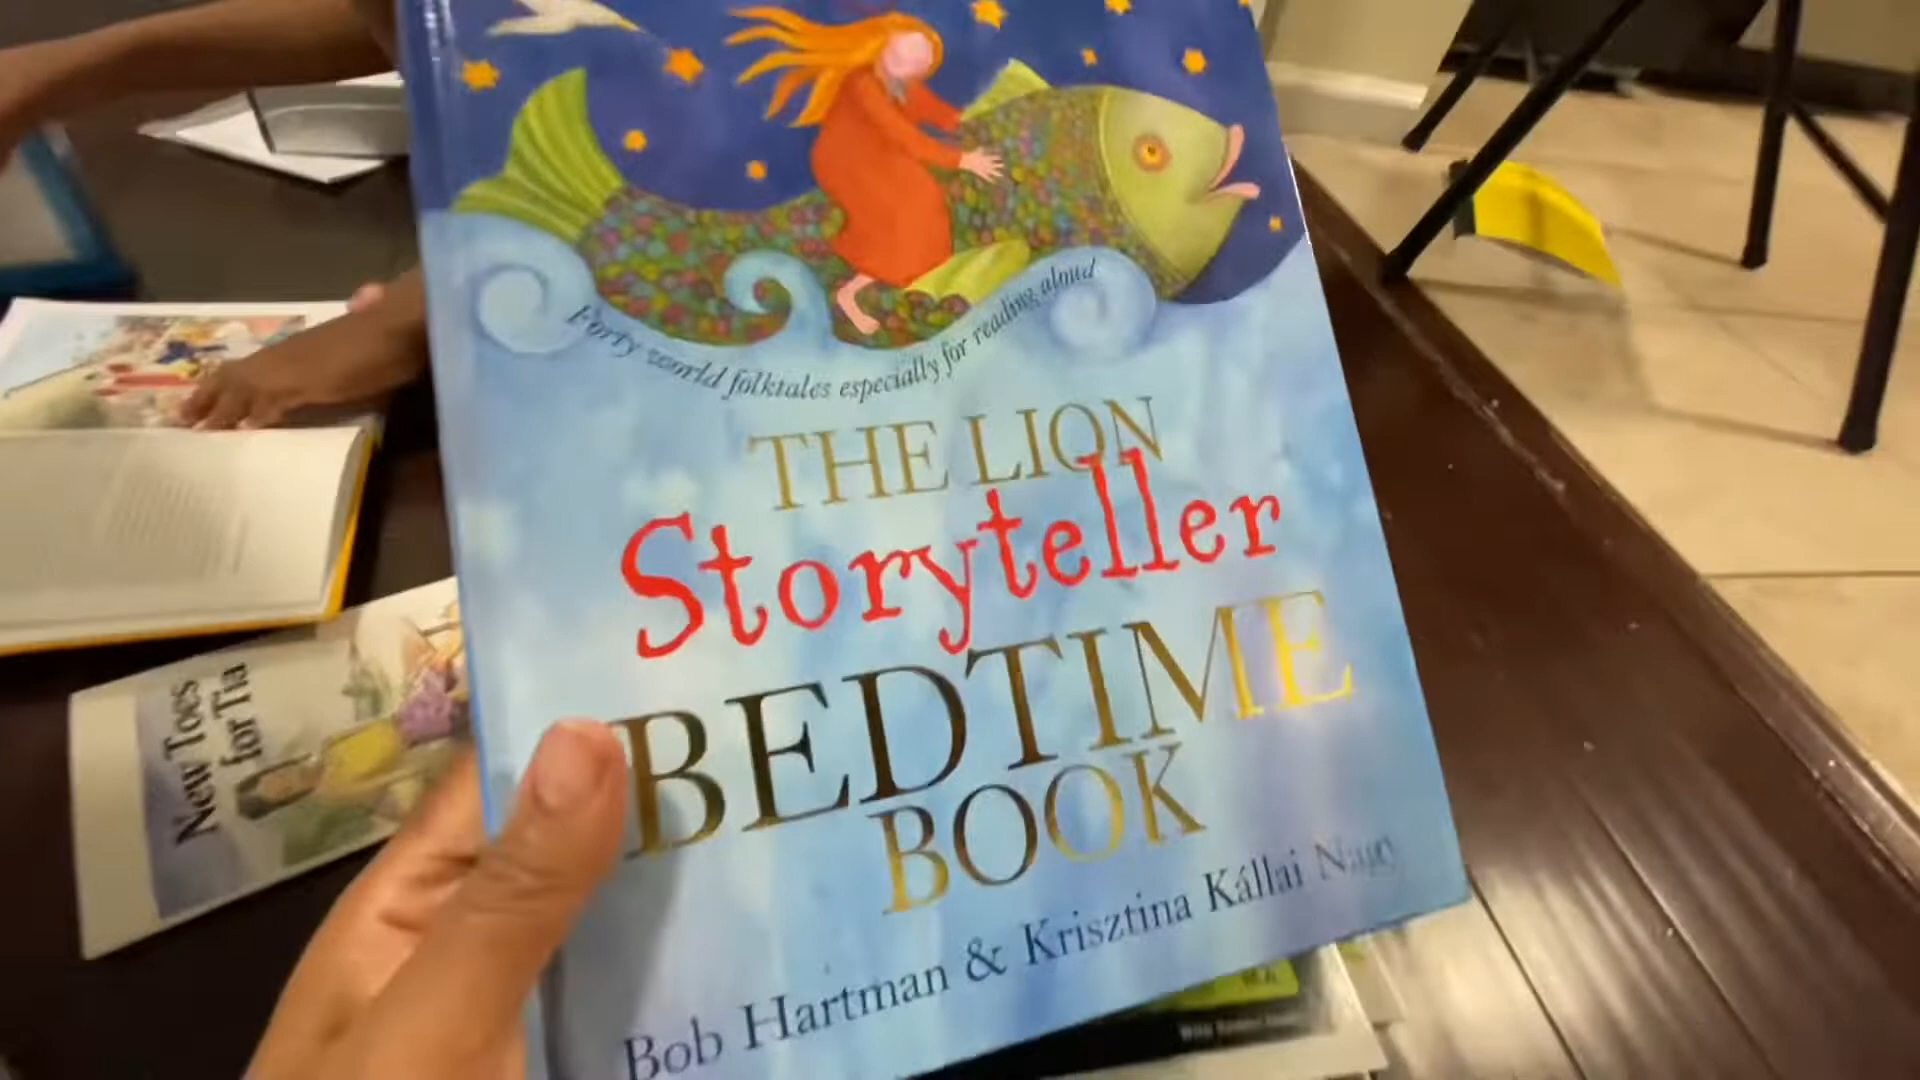 Forty world folktales especially for reading aloud
THE LION
Storyteller
BEDTIME
BOOK
Bob Hartman & Krisztina Kállai Nagy
New Toes
for Tia